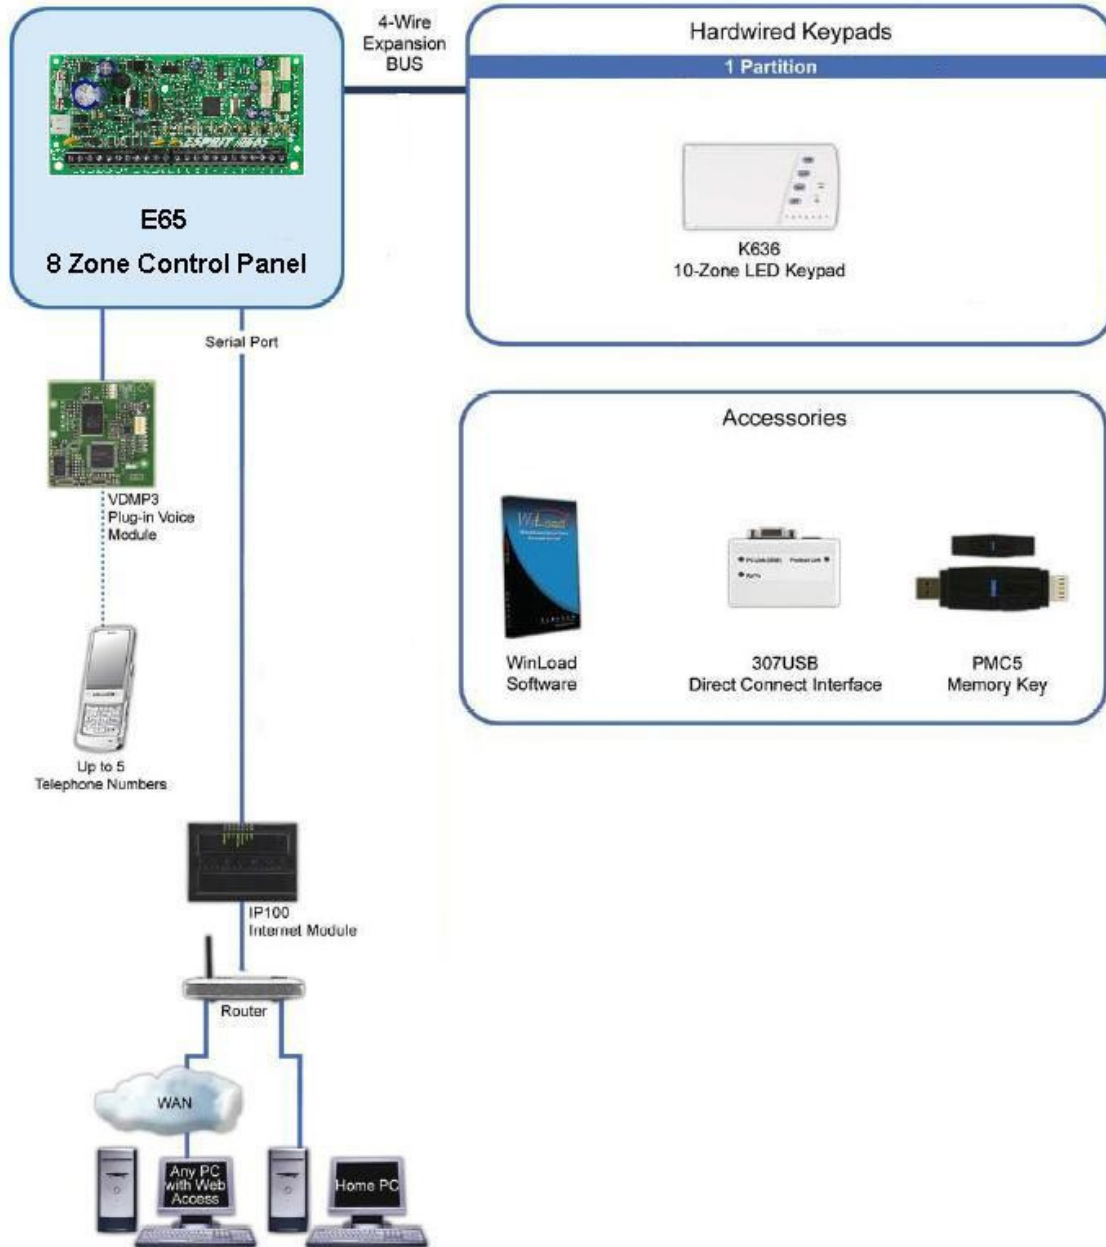 4-Wire
Expansion
BUS
Hardwired Keypads
1 Partition
ESPRIT
E65
8 Zone Control Panel
K636
10-Zone LED Keypad
Serial Port
Accessories
VDMP3
Plug-in Voice
Module
WinLoad
WinLoad
Software
307USB
Direct Connect Interface
PMC5
Memory Key
Up to 5
Telephone Numbers
IP100
Internet Module
Router
WAN
Any PC
with Web
Access
Home PC